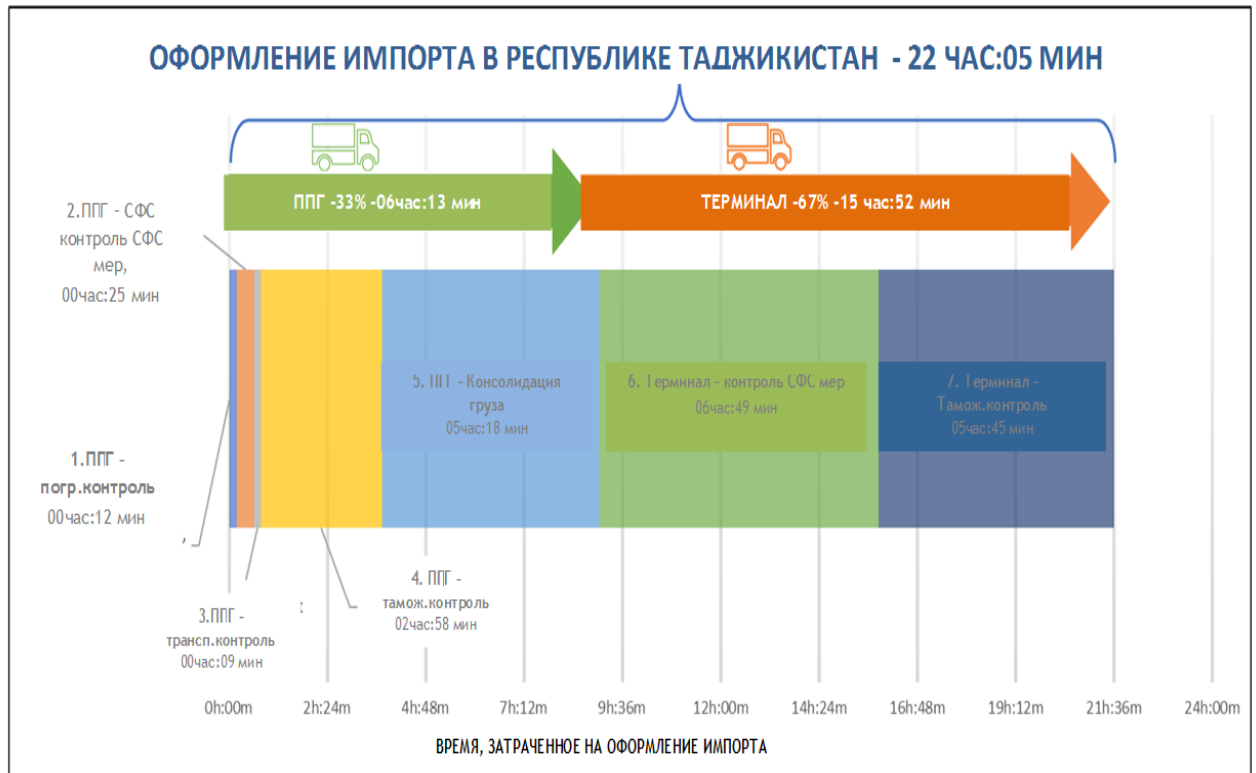 ОФОРМЛЕНИЕ ИМПОРТА В РЕСПУБЛИКЕ ТАДЖИКИСТАН - 22 ЧАС:05 МИН
ППГ -33% -06час:13 мин
ТЕРМИНАЛ -67% -15 час:52 мин
2.ППГ - СФС
контроль СФС
мер,
00час:25 мин
1.ППГ -
погр.контроль
00час:12 мин
3.ППГ -
трансп.контроль
00час:09 мин
4. ППГ -
тамож.контроль
02час:58 мин
5. ППГ - Консолидация
груза
05час:18 мин
6. Терминал - контроль СФС мер
06час:49 мин
7. Терминал -
Тамож.контроль
05час:45 мин
0h:00m 2h:24m 4h:48m 7h:12m 9h:36m 12h:00m 14h:24m 16h:48m 19h:12m 21h:36m 24h:00m
ВРЕМЯ, ЗАТРАЧЕННОЕ НА ОФОРМЛЕНИЕ ИМПОРТА